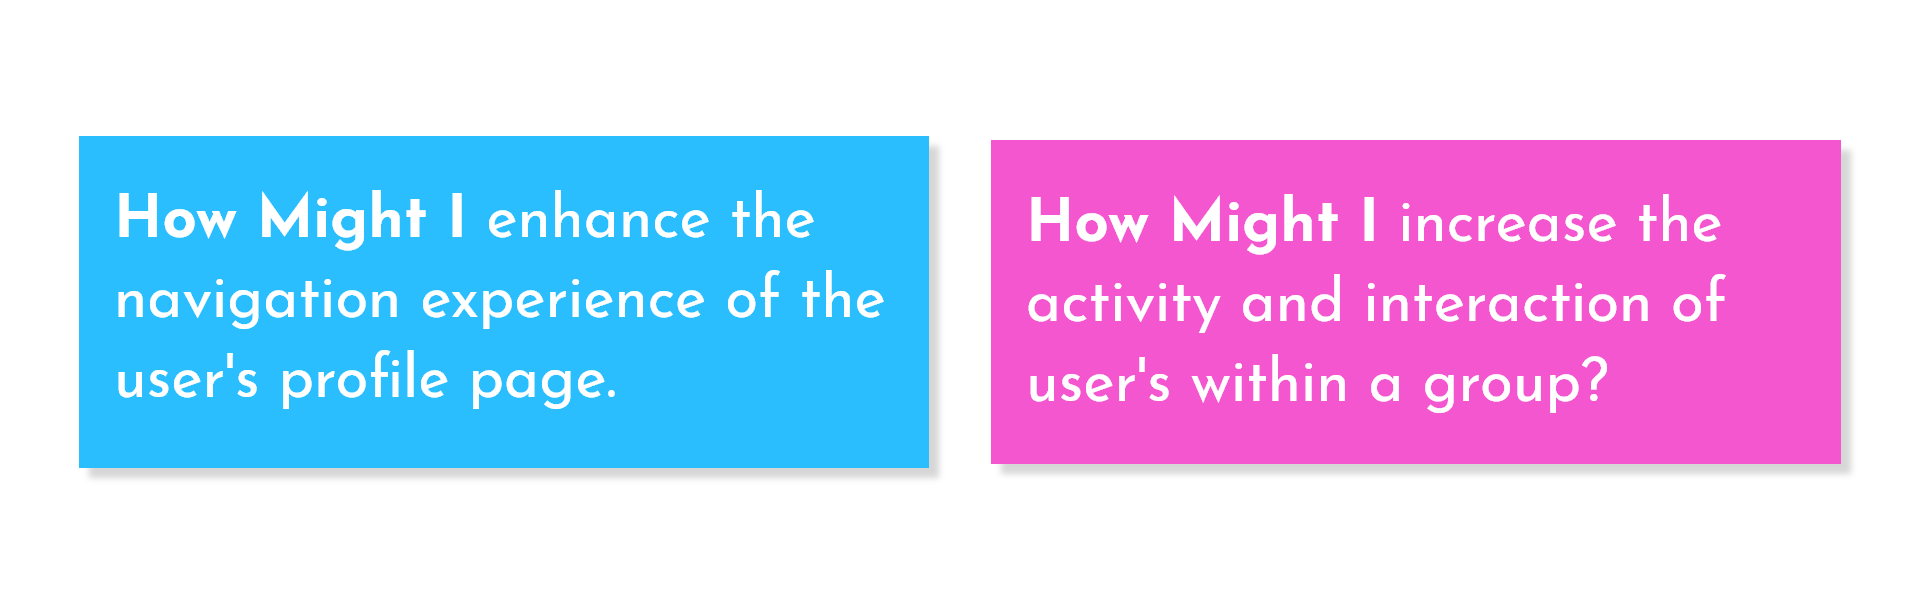 How Might I enhance the
navigation experience of the
user's profile page.
How Might I increase the
activity and interaction of
user's within a group?